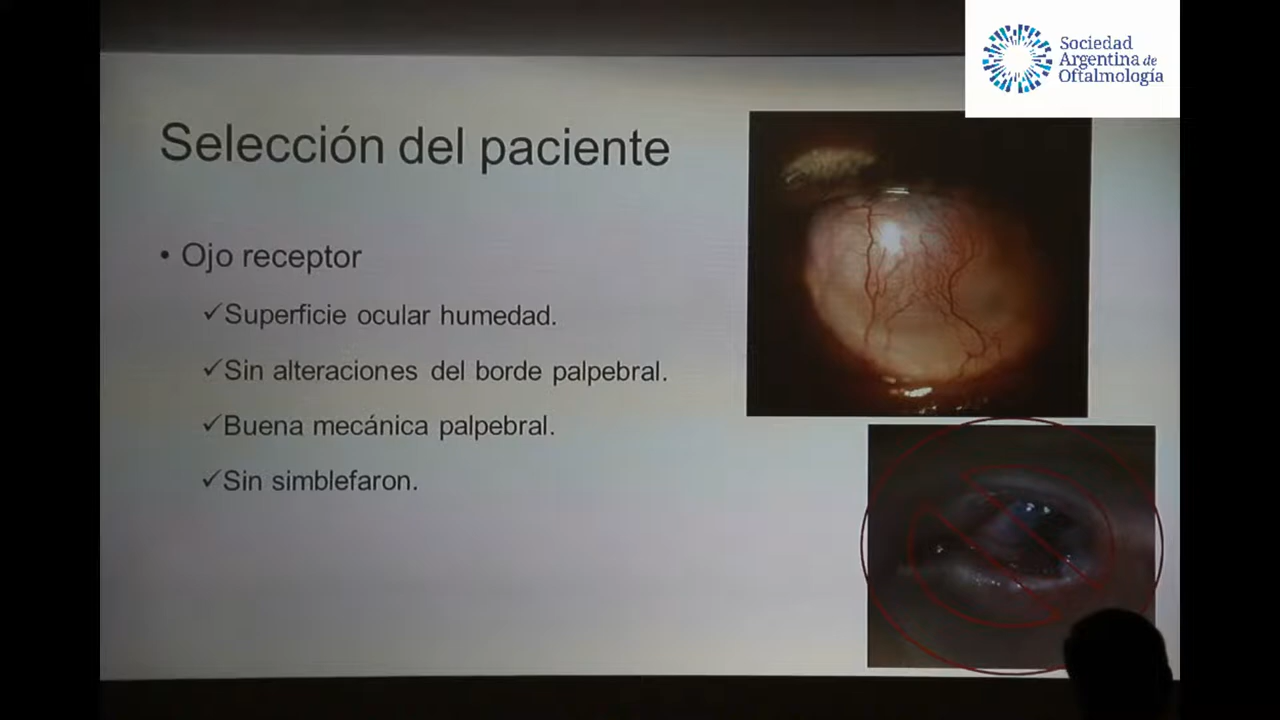 Sociedad
Argentina de
Oftalmología
Selección del paciente
• Ojo receptor
✓Superficie ocular humedad.
✓Sin alteraciones del borde palpebral.
✓Buena mecánica palpebral.
✓Sin simblefaron.